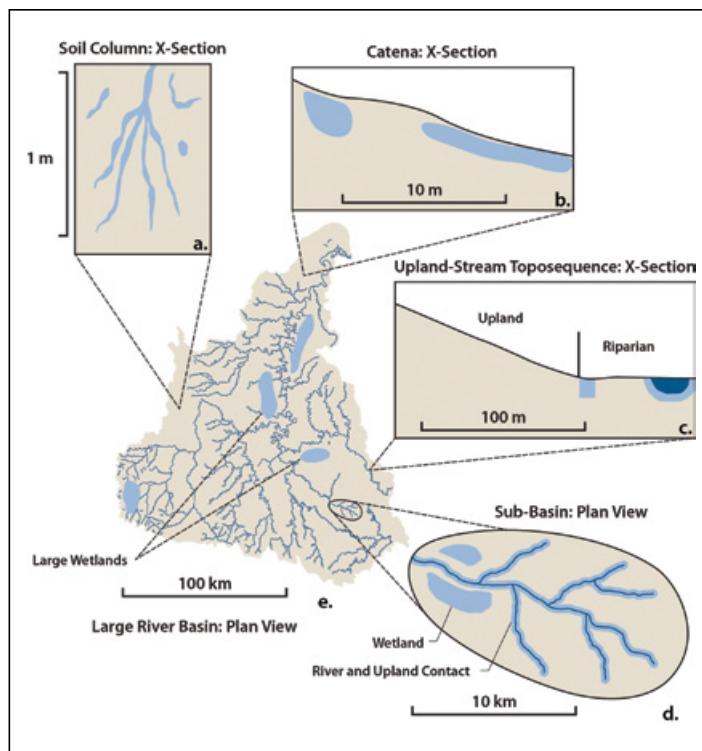 Soil Column: X-Section
1 m
a.
Catena: X-Section
10 m
b.
Upland-Stream Toposequence: X-Section
Upland
Riparian
100 m
c.
Large Wetlands
100 km
e.
Large River Basin: Plan View
Sub-Basin: Plan View
Wetland
River and Upland Contact
10 km
d.